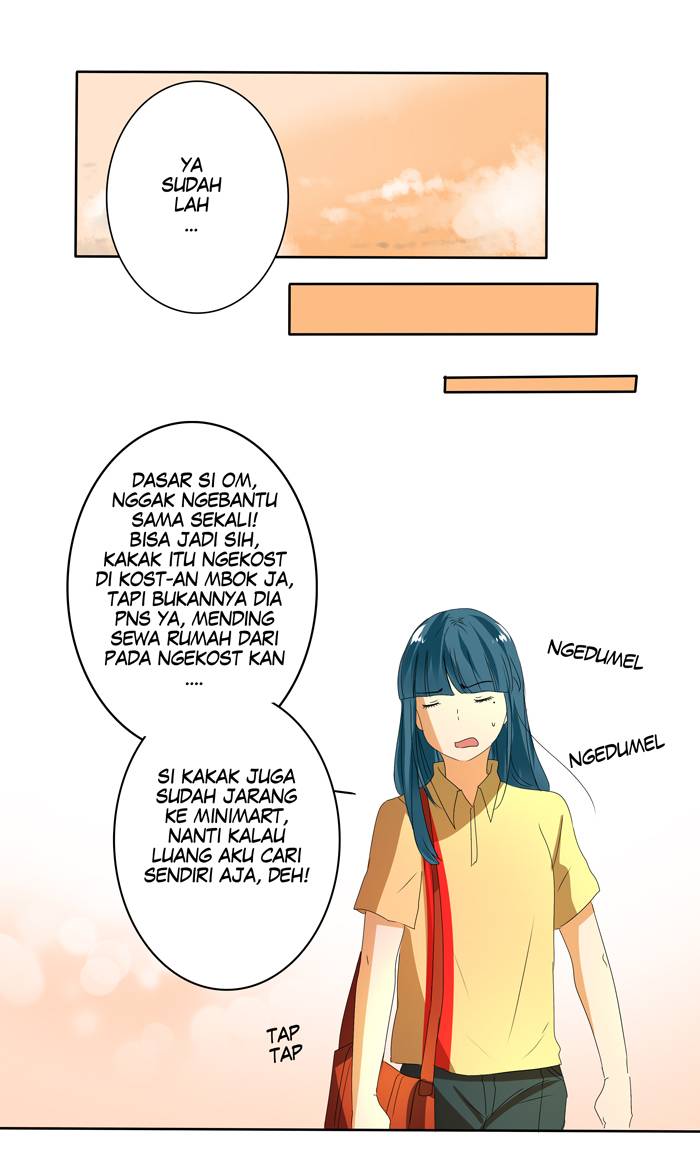 YA
SUDAH
LAH
...
DASAR SI OM,
NGGAK NGEBANTU
SAMA SEKALI!
BISA JADI SIH,
KAKAK ITU NGEKOST
DI KOST-AN MBOK JA,
TAPI BUKANNYA DIA
PNS YA, MENDING
SEWA RUMAH DARI
PADA NGEKOST KAN
....
NGEDUMEL
NGEDUMEL
SI KAKAK JUGA
SUDAH JARANG
KE MINIMART,
NANTI KALAU
LUANG AKU CARI
SENDIRI AJA, DEH!
TAP
TAP